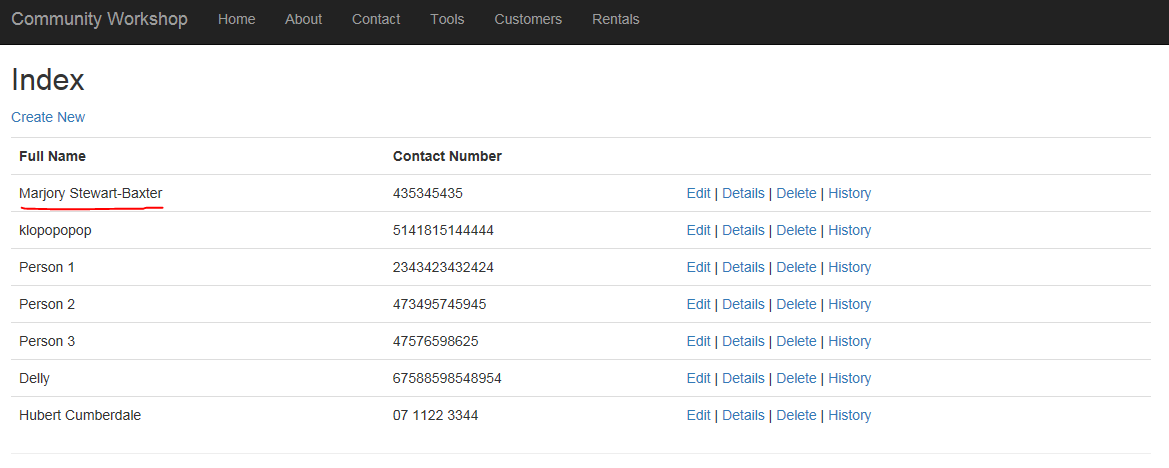 Community Workshop Home About Contact Tools Customers Rentals
Index
Create New
Full Name Contact Number
Marjory Stewart-Baxter 435345435 Edit | Details | Delete | History
klopopopop 5141815144444 Edit | Details | Delete | History
Person 1 2343423432424 Edit | Details | Delete | History
Person 2 473495745945 Edit | Details | Delete | History
Person 3 47576598625 Edit | Details | Delete | History
Delly 67588598548954 Edit | Details | Delete | History
Hubert Cumberdale 07 1122 3344 Edit | Details | Delete | History